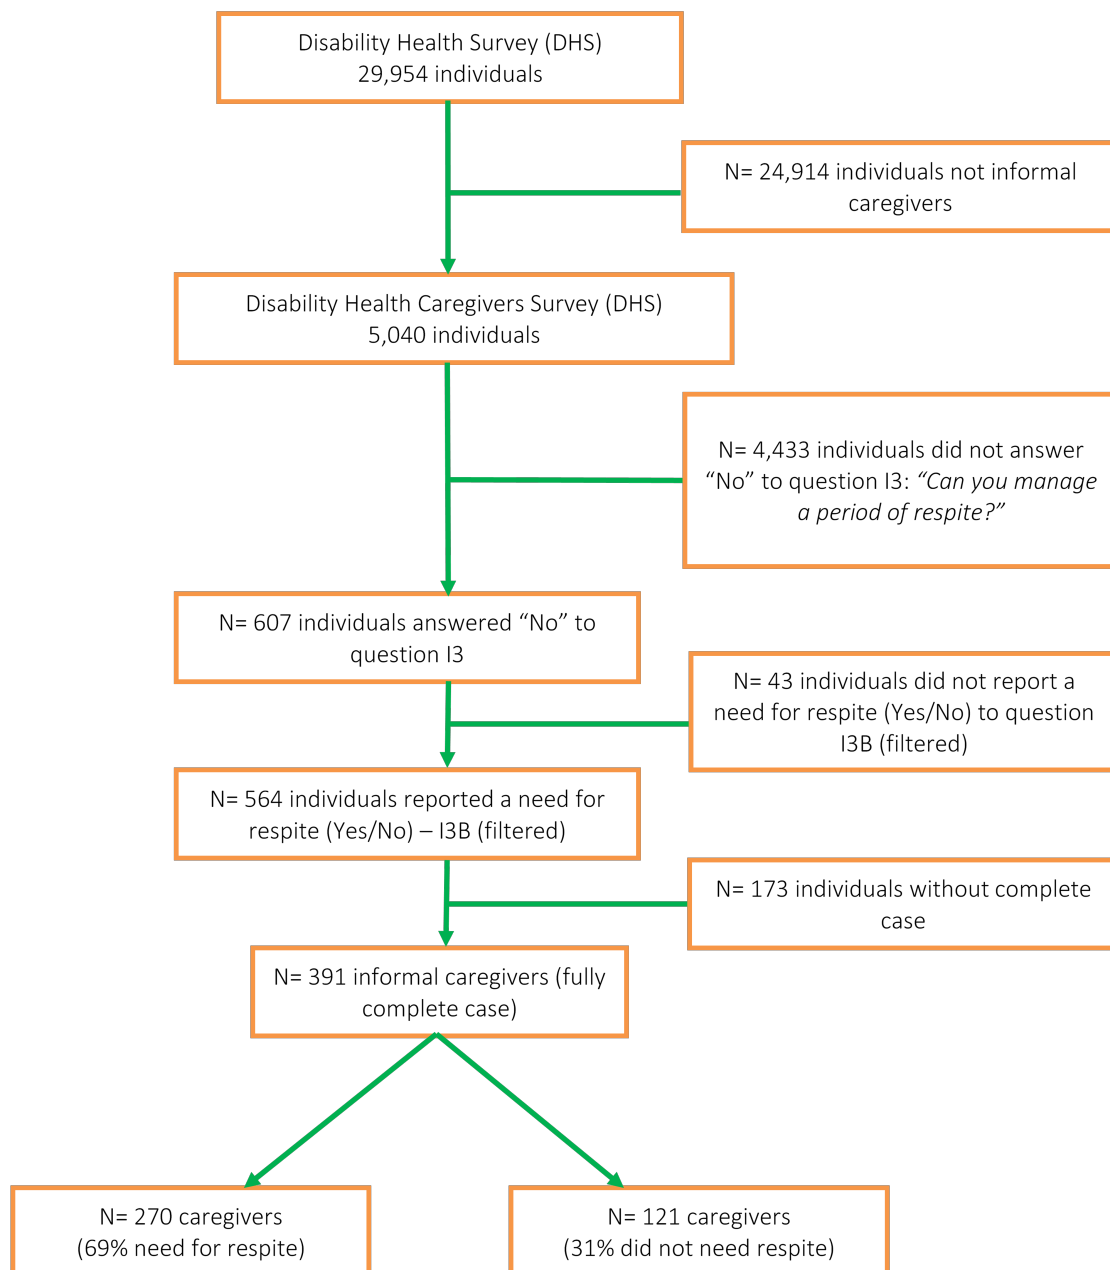 Disability Health Survey (DHS)
29,954 individuals
N= 24,914 individuals not informal
caregivers
Disability Health Caregivers Survey (DHS)
5,040 individuals
N= 4,433 individuals did not answer
“No” to question I3: “Can you manage
a period of respite?”
N= 607 individuals answered “No” to
question I3
N= 43 individuals did not report a
need for respite (Yes/No) to question
I3B (filtered)
N= 564 individuals reported a need for
respite (Yes/No) – I3B (filtered)
N= 173 individuals without complete
case
N= 391 informal caregivers (fully
complete case)
N= 270 caregivers
(69% need for respite)
N= 121 caregivers
(31% did not need respite)